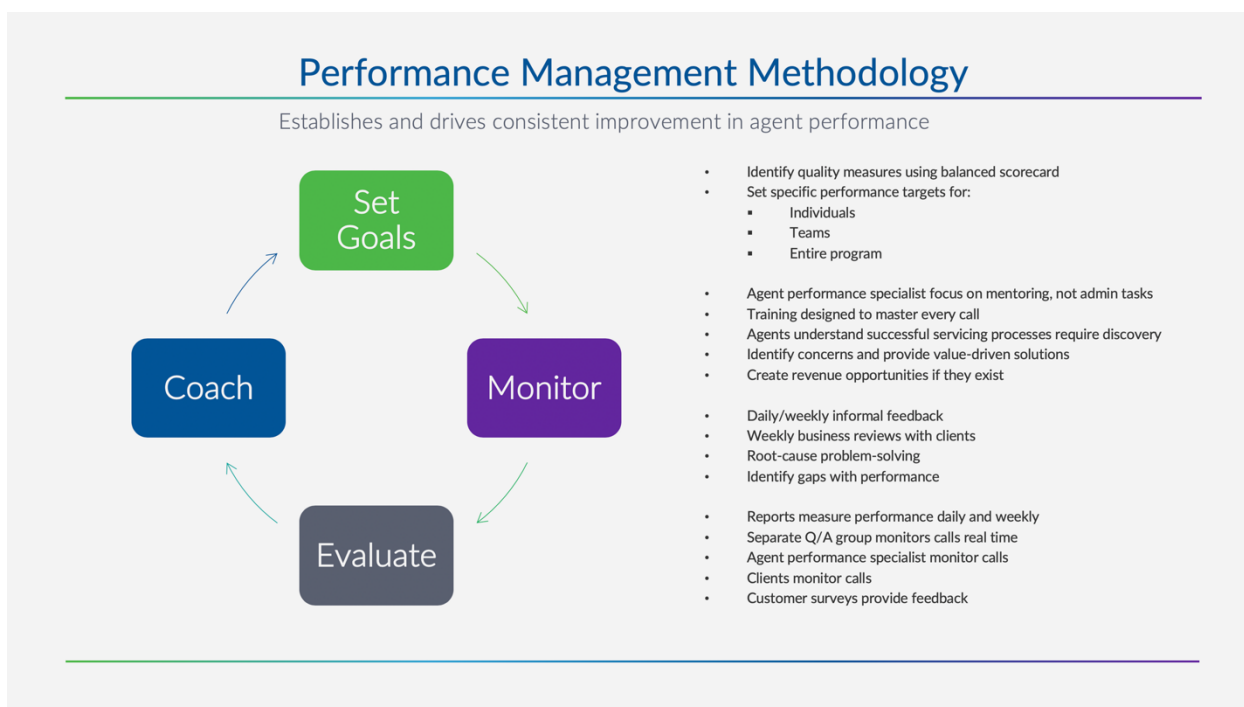 Performance Management Methodology
Establishes and drives consistent improvement in agent performance
Set
Goals
Coach
Monitor
Evaluate
• Identify quality measures using balanced scorecard
• Set specific performance targets for:
▪ Individuals
▪ Teams
▪ Entire program
• Agent performance specialist focus on mentoring, not admin tasks
• Training designed to master every call
• Agents understand successful servicing processes require discovery
• Identify concerns and provide value-driven solutions
• Create revenue opportunities if they exist
• Daily/weekly informal feedback
• Weekly business reviews with clients
• Root-cause problem-solving
• Identify gaps with performance
• Reports measure performance daily and weekly
• Separate Q/A group monitors calls real time
• Agent performance specialist monitor calls
• Clients monitor calls
• Customer surveys provide feedback